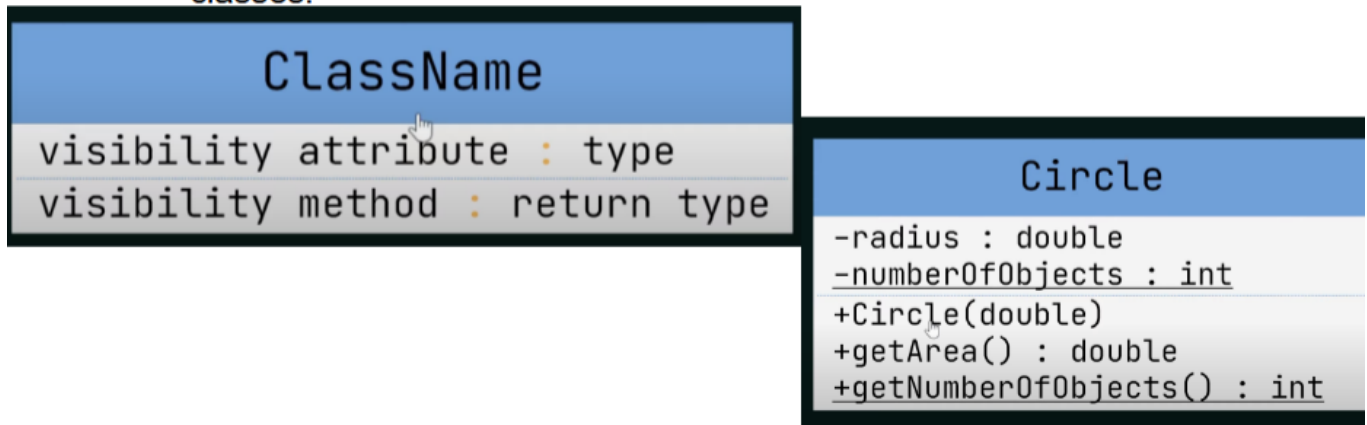 classes.
ClassName
visibility attribute : type
visibility method : return type
Circle
-radius : double
-numberOfObjects : int
+Circle(double)
+getArea() : double
+getNumberOfObjects() : int